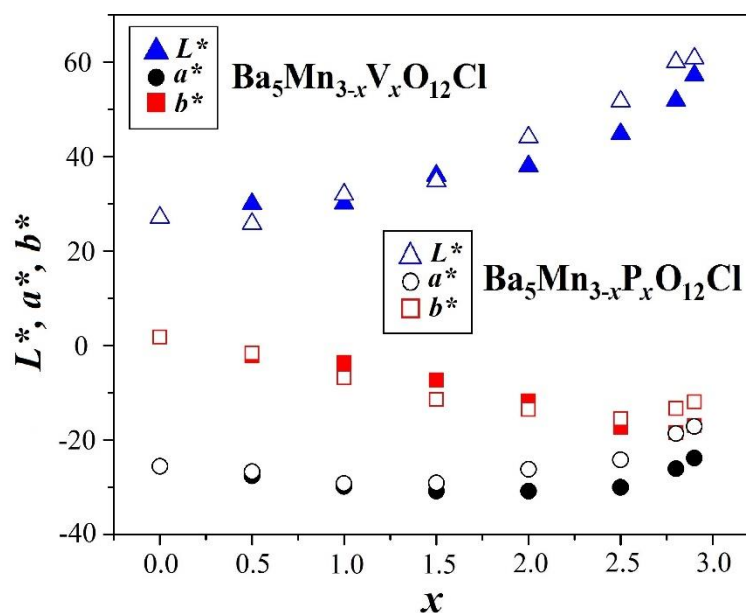 60
40
20
0
-20
-40
L*, a*, b*
L*
a*
b*
Ba₅Mn₃₋ₓVₓO₁₂Cl
L*
a*
b*
Ba₅Mn₃₋ₓPₓO₁₂Cl
0.0 0.5 1.0 1.5 2.0 2.5 3.0
x